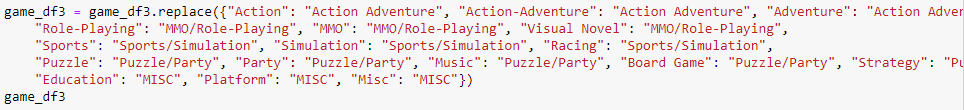 game_df3 = game_df3.replace({"Action": "Action Adventure", "Action-Adventure": "Action Adventure", "Adventure": "Action Adven
"Role-Playing": "MMO/Role-Playing", "MMO": "MMO/Role-Playing", "Visual Novel": "MMO/Role-Playing",
"Sports": "Sports/Simulation", "Simulation": "Sports/Simulation", "Racing": "Sports/Simulation",
"Puzzle": "Puzzle/Party", "Party": "Puzzle/Party", "Music": "Puzzle/Party", "Board Game": "Puzzle/Party", "Strategy": "Pu
"Education": "MISC", "Platform": "MISC", "Misc": "MISC"})
game_df3